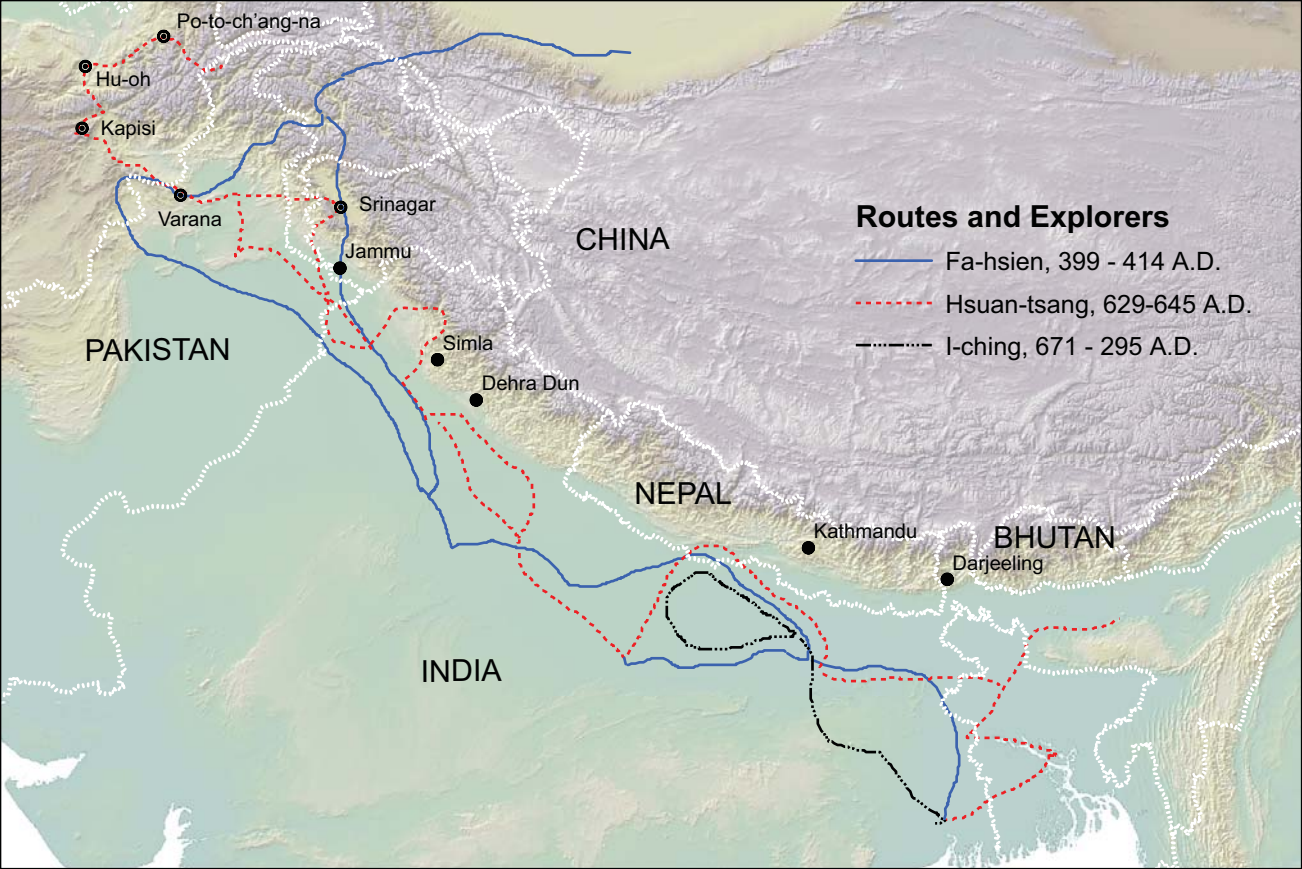 Po-to-ch'ang-na
Hu-oh
Kapisi
Varana
Srinagar
Jammu
CHINA
Routes and Explorers
Fa-hsien, 399 - 414 A.D.
Hsuan-tsang, 629-645 A.D.
I-ching, 671 - 295 A.D.
PAKISTAN
Simla
Dehra Dun
NEPAL
Kathmandu
BHUTAN
Darjeeling
INDIA